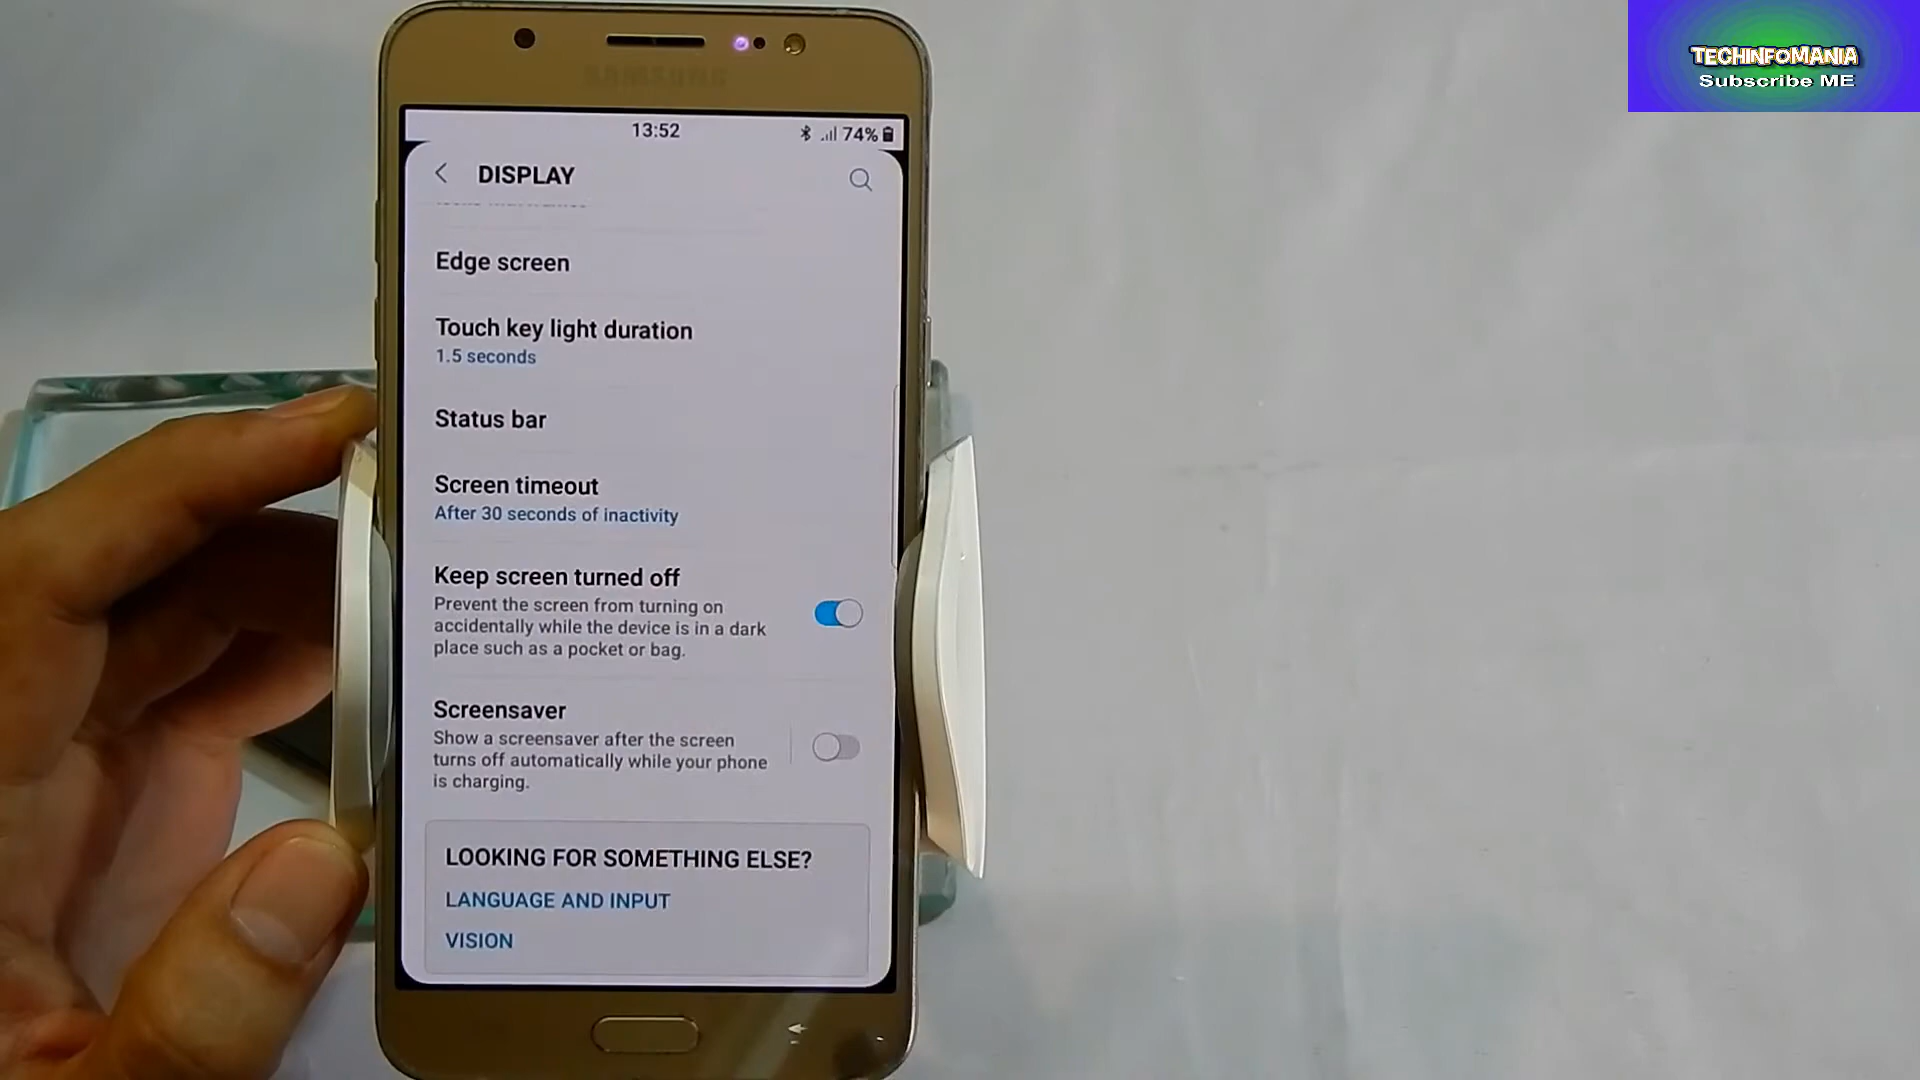 TECHINFOMANIA
Subscribe ME
SAMSUNG
13:52
74%
DISPLAY
Edge screen
Touch key light duration
1.5 seconds
Status bar
Screen timeout
After 30 seconds of inactivity
Keep screen turned off
Prevent the screen from turning on
accidentally while the device is in a dark
place such as a pocket or bag.
Screensaver
Show a screensaver after the screen
turns off automatically while your phone
is charging.
LOOKING FOR SOMETHING ELSE?
LANGUAGE AND INPUT
VISION